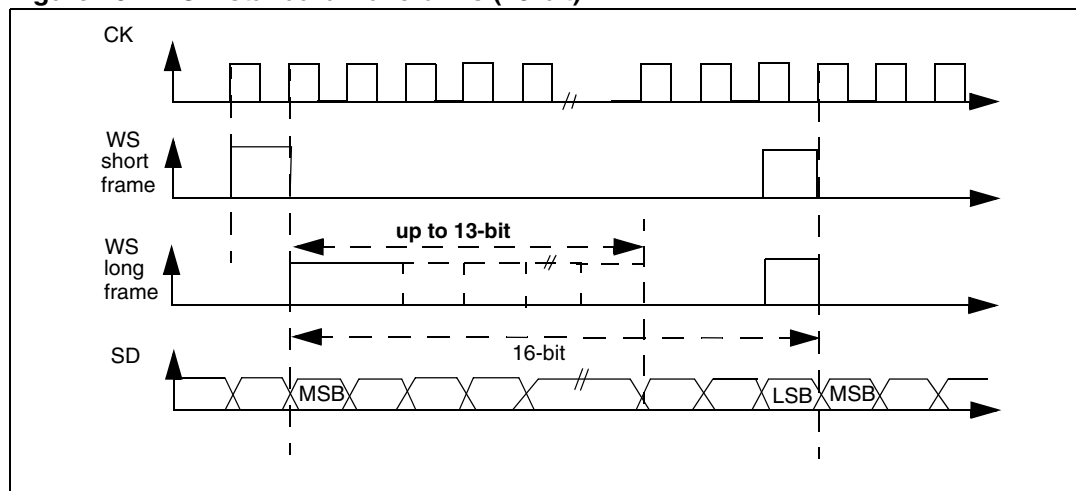 CK
WS
short
frame
up to 13-bit
WS
long
frame
16-bit
SD
MSB
LSB
MSB